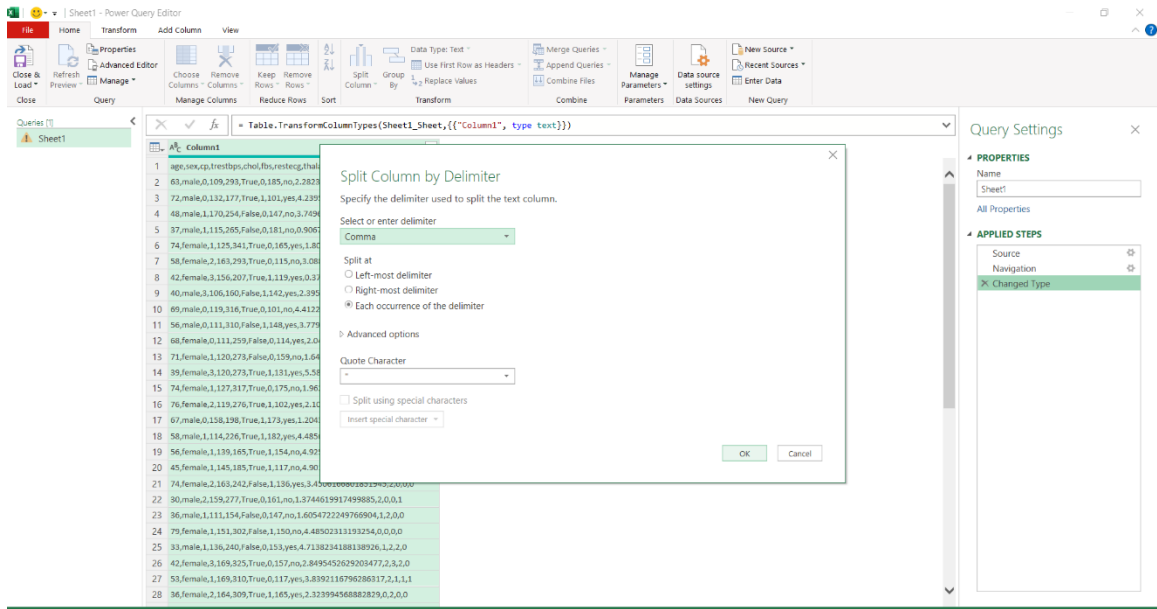 Sheet1 - Power Query Editor
File Home Transform Add Column View
Close & Load
Refresh Preview
Properties
Advanced Editor
Manage
Choose Columns
Remove Columns
Keep Rows
Remove Rows
Split Column
Group By
Data Type: Text
Use First Row as Headers
Replace Values
Merge Queries
Append Queries
Combine Files
Manage Parameters
Data source settings
New Source
Recent Sources
Enter Data
Close Query Manage Columns Reduce Rows Sort Transform Combine Parameters Data Sources New Query
Queries [1]
Sheet1
fx = Table.TransformColumnTypes(Sheet1_Sheet,{{"Column1", type text}})
ABC Column1
1 age,sex,cp,trestbps,chol,fbs,restecg,thal
2 63,male,0,109,293,True,0,185,no,2.2823
3 72,male,0,132,177,True,1,101,yes,4.239
4 48,male,1,170,254,False,0,147,no,3.749
5 37,male,1,115,265,False,0,181,no,0.906
6 74,female,1,125,341,True,0,165,yes,1.80
7 58,female,2,163,293,True,0,115,no,3.08
8 42,female,3,156,207,True,1,119,yes,0.37
9 40,male,3,106,160,False,1,142,yes,2.395
10 69,male,0,119,316,True,0,101,no,4.4122
11 56,male,0,111,310,False,1,148,yes,3.779
12 68,female,0,111,259,False,0,114,yes,2.0
13 71,female,1,120,273,False,0,159,no,1.64
14 39,female,3,120,273,True,1,131,yes,5.58
15 74,female,1,127,317,True,0,175,no,1.96
16 76,female,2,119,276,True,1,102,yes,2.10
17 67,male,0,158,198,True,1,173,yes,1.204
18 58,male,1,114,226,True,1,182,yes,4.485
19 56,male,1,139,165,True,1,154,no,4.92
20 45,female,1,145,185,True,1,117,no,4.90
21 74,female,2,163,242,False,1,136,yes,3.4500166801851945,2,0,0,0
22 30,male,2,159,277,True,0,161,no,1.3744619917499885,2,0,0,1
23 36,male,1,111,154,False,0,147,no,1.6054722249766904,1,2,0,0
24 79,female,1,151,302,False,1,150,no,4.48502313193254,0,0,0,0
25 33,male,1,136,240,False,0,153,yes,4.7138234188138926,1,2,2,0
26 42,female,3,169,325,True,0,157,no,2.8495452629203477,2,3,2,0
27 53,female,1,169,310,True,0,117,yes,3.8392116796286317,2,1,1,1
28 36,female,2,164,309,True,1,165,yes,2.323994568882829,0,2,0,0
Split Column by Delimiter
Specify the delimiter used to split the text column.
Select or enter delimiter
Comma
Split at
Left-most delimiter
Right-most delimiter
Each occurrence of the delimiter
Advanced options
Quote Character
"
Split using special characters
Insert special character
OK Cancel
Query Settings
PROPERTIES
Name
Sheet1
All Properties
APPLIED STEPS
Source
Navigation
Changed Type